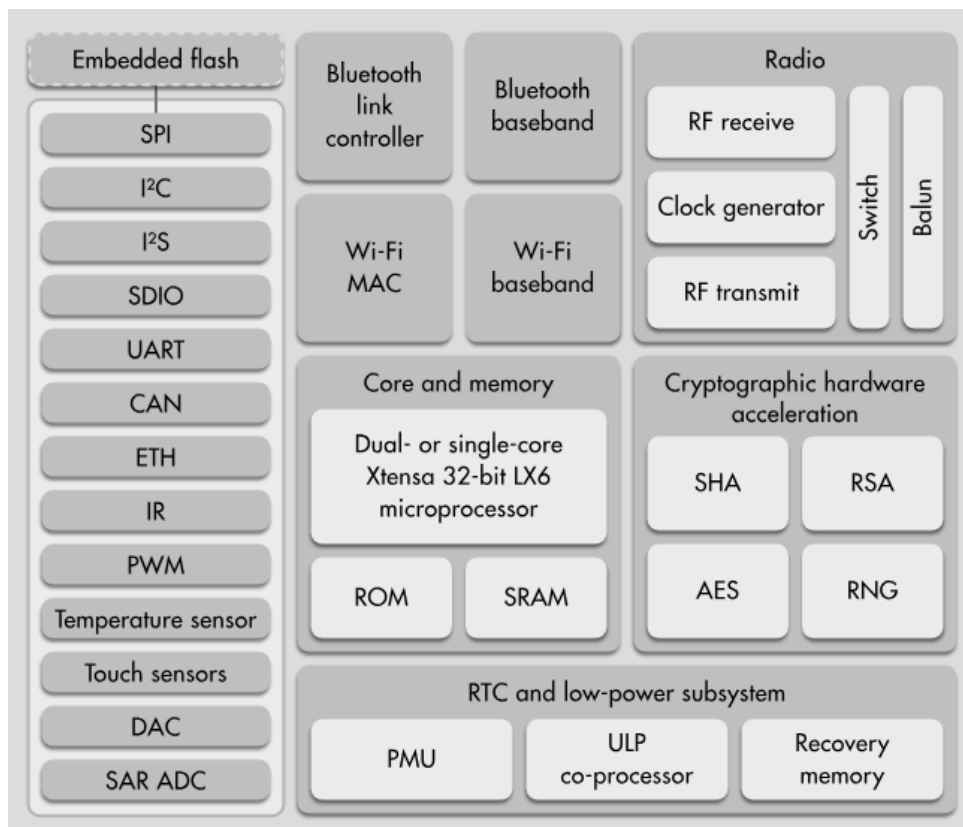 Embedded flash
SPI
I²C
I²S
SDIO
UART
CAN
ETH
IR
PWM
Temperature sensor
Touch sensors
DAC
SAR ADC
Bluetooth
link
controller
Bluetooth
baseband
Wi-Fi
MAC
Wi-Fi
baseband
Radio
RF receive
Clock generator
RF transmit
Switch
Balun
Core and memory
Dual- or single-core
Xtensa 32-bit LX6
microprocessor
ROM
SRAM
Cryptographic hardware
acceleration
SHA
RSA
AES
RNG
RTC and low-power subsystem
PMU
ULP
co-processor
Recovery
memory